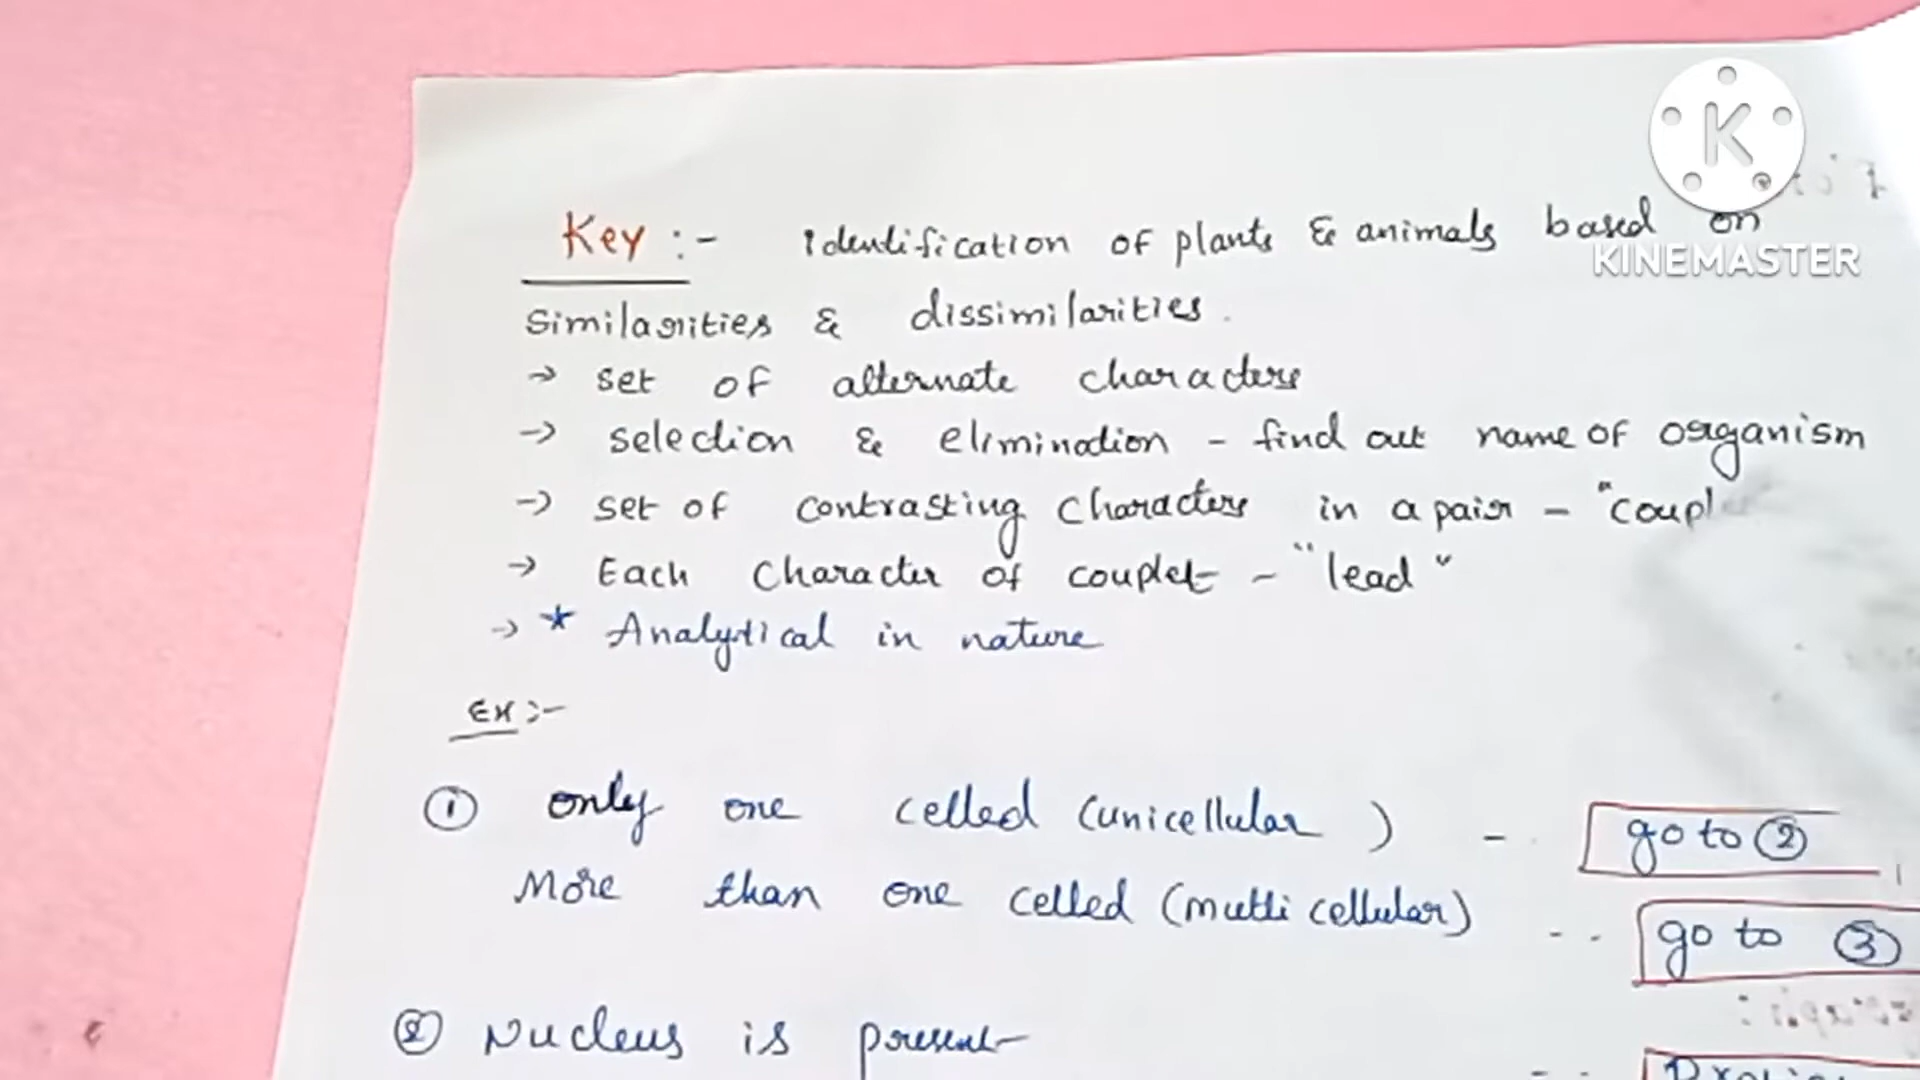 Key :- Identification of plants & animals based on
Similarities & dissimilarities.
→ set of alternate characters
→ selection & elimination - find out name of organism
→ set of contrasting characters in a pair - "coupl
→ Each character of couplet - "lead"
→ * Analytical in nature
Ex :-
① only one celled (unicellular) - go to ②
More than one celled (multicellular) -- go to ③
② Nucleus is present
K
KINEMASTER